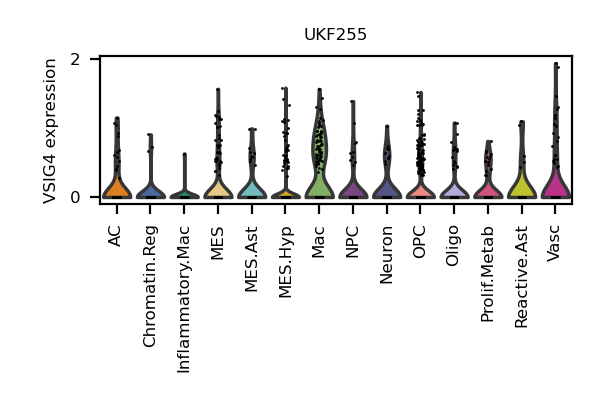 UKF255
VSIG4 expression
2
0
AC
Chromatin.Reg
Inflammatory.Mac
MES
MES.Ast
MES.Hyp
Mac
NPC
Neuron
OPC
Oligo
Prolif.Metab
Reactive.Ast
Vasc